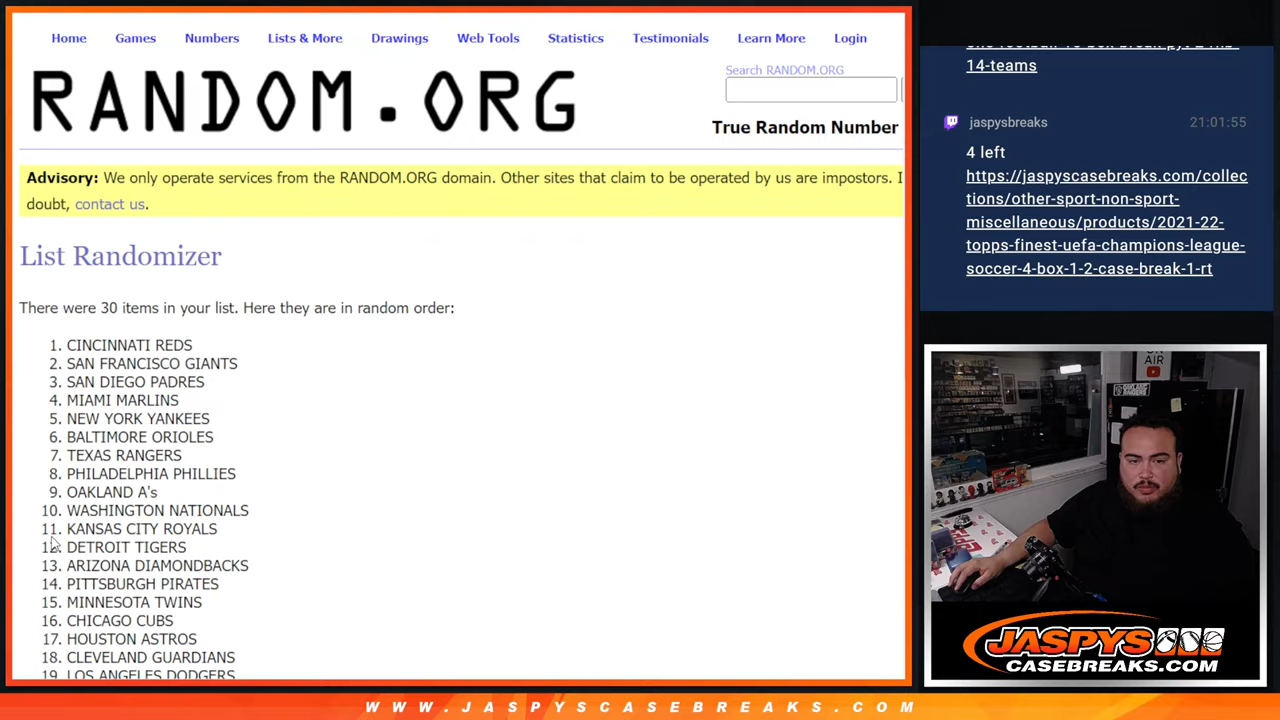 Home Games Numbers Lists & More Drawings Web Tools Statistics Testimonials Learn More Login
RANDOM.ORG
Search RANDOM.ORG
True Random Number
Advisory: We only operate services from the RANDOM.ORG domain. Other sites that claim to be operated by us are impostors. I
doubt, contact us.
List Randomizer
There were 30 items in your list. Here they are in random order:
1. CINCINNATI REDS
2. SAN FRANCISCO GIANTS
3. SAN DIEGO PADRES
4. MIAMI MARLINS
5. NEW YORK YANKEES
6. BALTIMORE ORIOLES
7. TEXAS RANGERS
8. PHILADELPHIA PHILLIES
9. OAKLAND A's
10. WASHINGTON NATIONALS
11. KANSAS CITY ROYALS
12. DETROIT TIGERS
13. ARIZONA DIAMONDBACKS
14. PITTSBURGH PIRATES
15. MINNESOTA TWINS
16. CHICAGO CUBS
17. HOUSTON ASTROS
18. CLEVELAND GUARDIANS
19. LOS ANGELES DODGERS
14-teams
jaspysbreaks 21:01:55
4 left
https://jaspyscasebreaks.com/collec
tions/other-sport-non-sport-
miscellaneous/products/2021-22-
topps-finest-uefa-champions-league-
soccer-4-box-1-2-case-break-1-rt
ON
AIR
JASPYS
CASEBREAKS.COM
WWW.JASPYSCASEBREAKS.COM